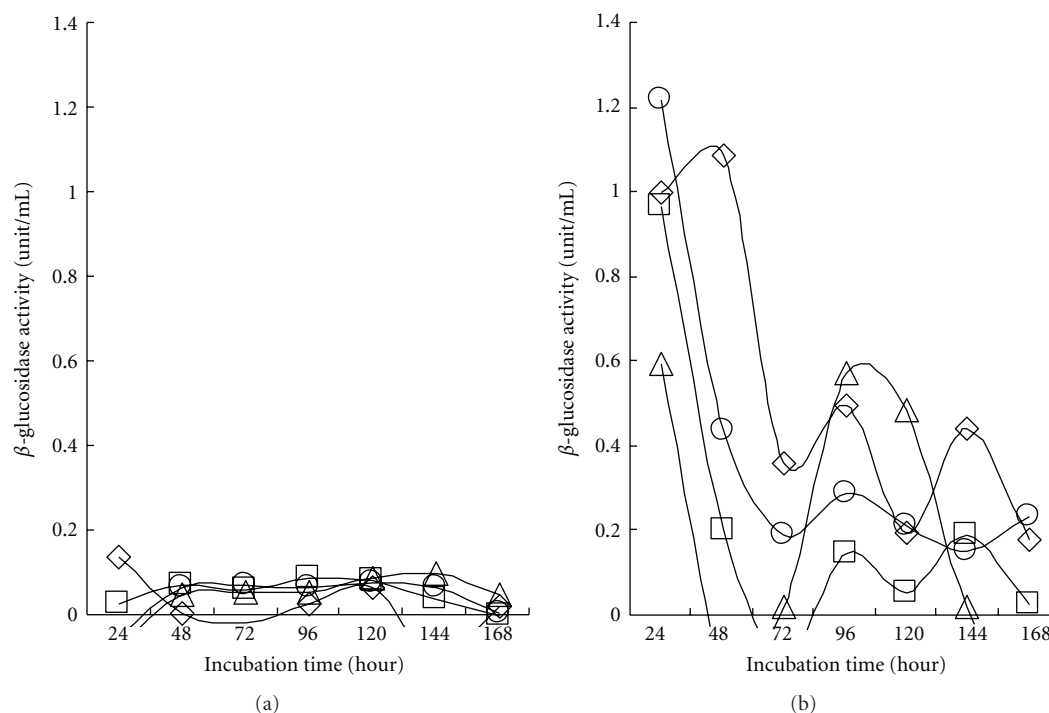 1.4
1.2
1
0.8
0.6
0.4
0.2
0
β-glucosidase activity (unit/mL)
24 48 72 96 120 144 168
Incubation time (hour)
(a)
1.4
1.2
1
0.8
0.6
0.4
0.2
0
β-glucosidase activity (unit/mL)
24 48 72 96 120 144 168
Incubation time (hour)
(b)